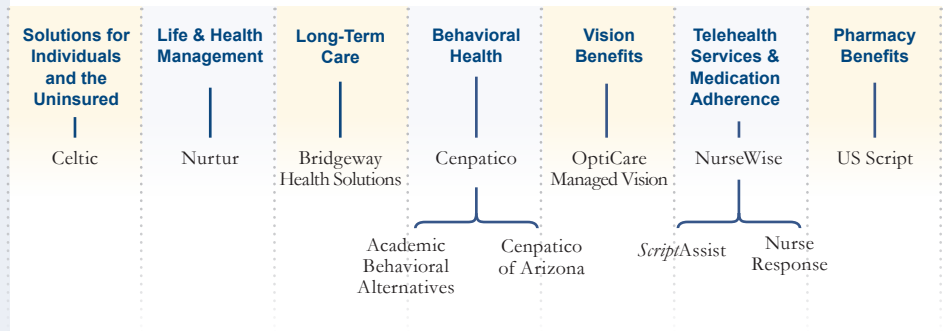 Solutions for
Individuals
and the
Uninsured
Life & Health
Management
Long-Term
Care
Behavioral
Health
Vision
Benefits
Telehealth
Services &
Medication
Adherence
Pharmacy
Benefits
Celtic
Nurtur
Bridgeway
Health Solutions
Cenpatico
OptiCare
Managed Vision
NurseWise
US Script
Academic
Behavioral
Alternatives
Cenpatico
of Arizona
ScriptAssist
Nurse
Response